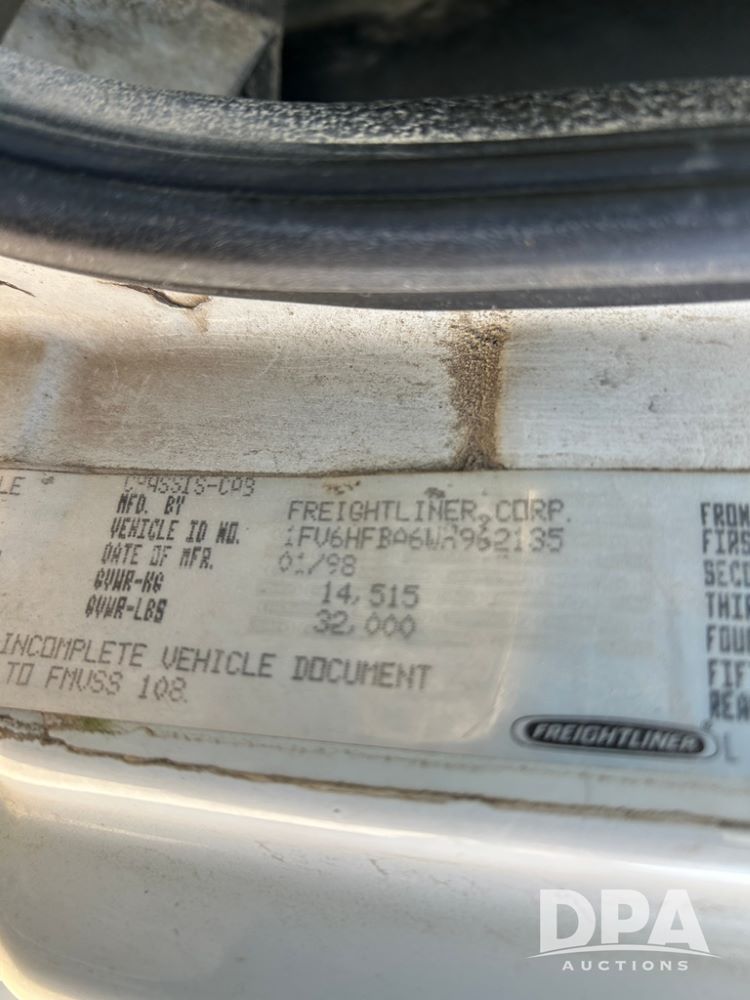 CHASSIS-CAB
MFD. BY FREIGHTLINER CORP.
VEHICLE ID NO.
DATE OF MFR. 01/98
GVWR-KG 14,515
GVWR-LBS 32,000
INCOMPLETE VEHICLE DOCUMENT
TO FMVSS 108.
FREIGHTLINER
DPA
AUCTIONS